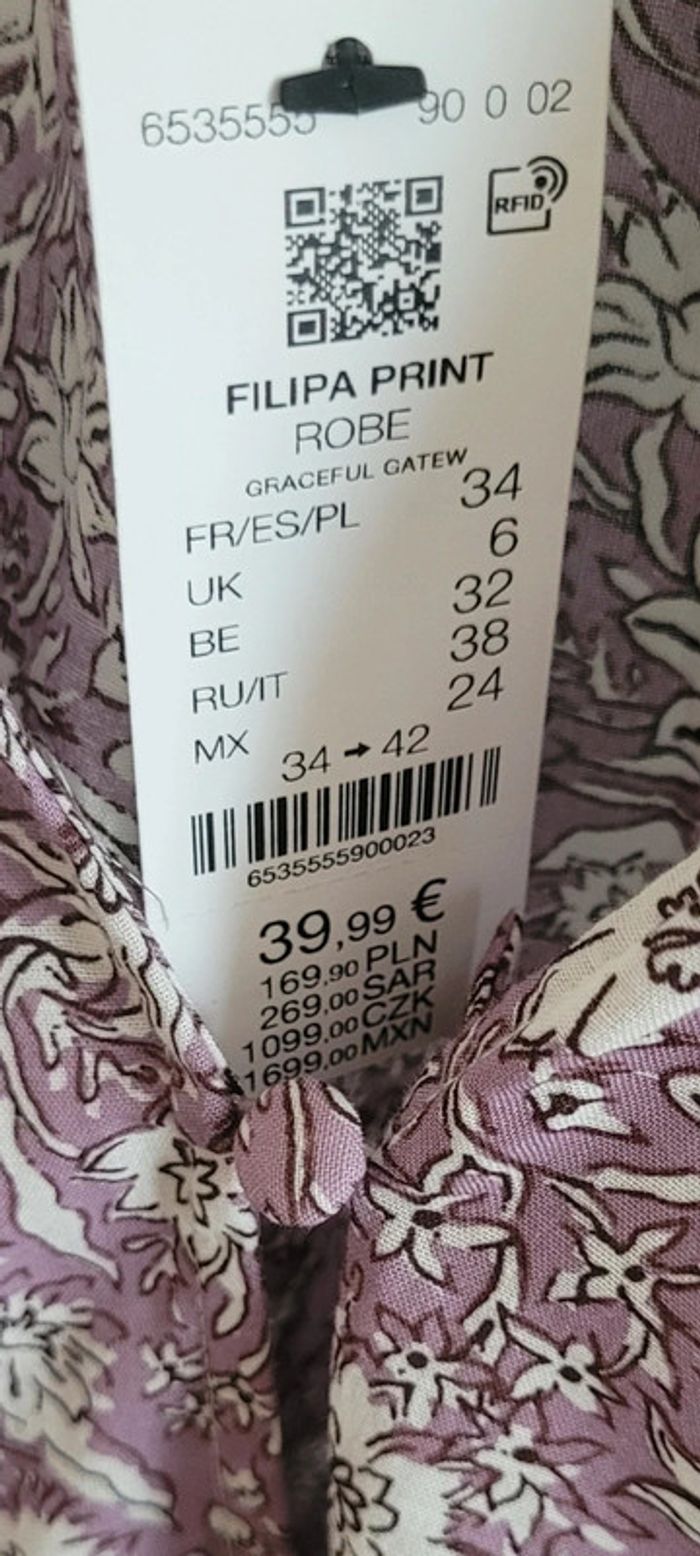 6535555 90 0 02
RFID
FILIPA PRINT
ROBE
GRACEFUL GATEW
FR/ES/PL 34
UK 6
BE 32
RU/IT 38
MX 24
34 → 42
6535555900023
39,99 €
169,90 PLN
269,00 SAR
1099,00 CZK
1699,00 MXN